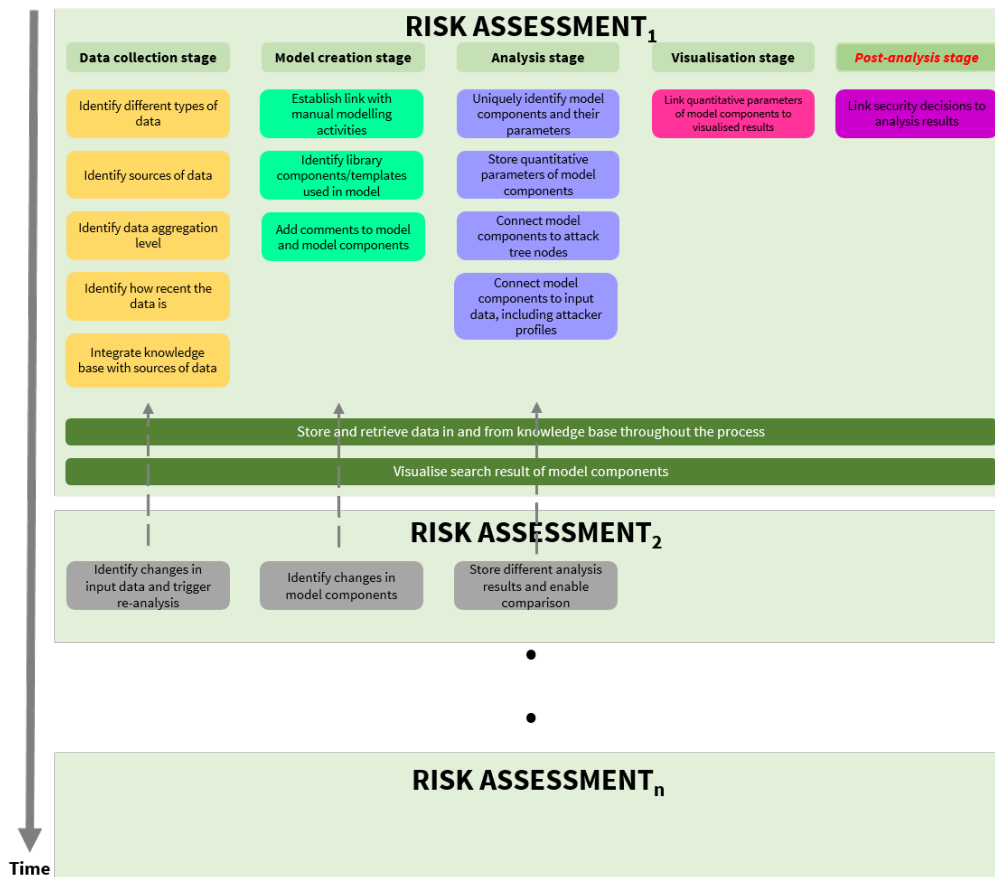 RISK ASSESSMENT1
Data collection stage
Model creation stage
Analysis stage
Visualisation stage
Post-analysis stage
Identify different types of
data
Identify sources of data
Identify data aggregation
level
Identify how recent the
data is
Integrate knowledge
base with sources of data
Establish link with
manual modelling
activities
Identify library
components/templates
used in model
Add comments to model
and model components
Uniquely identify model
components and their
parameters
Store quantitative
parameters of model
components
Connect model
components to attack
tree nodes
Connect model
components to input
data, including attacker
profiles
Link quantitative parameters
of model components to
visualised results
Link security decisions to
analysis results
Store and retrieve data in and from knowledge base throughout the process
Visualise search result of model components
RISK ASSESSMENT2
Identify changes in
input data and trigger
re-analysis
Identify changes in
model components
Store different analysis
results and enable
comparison
RISK ASSESSMENTn
Time